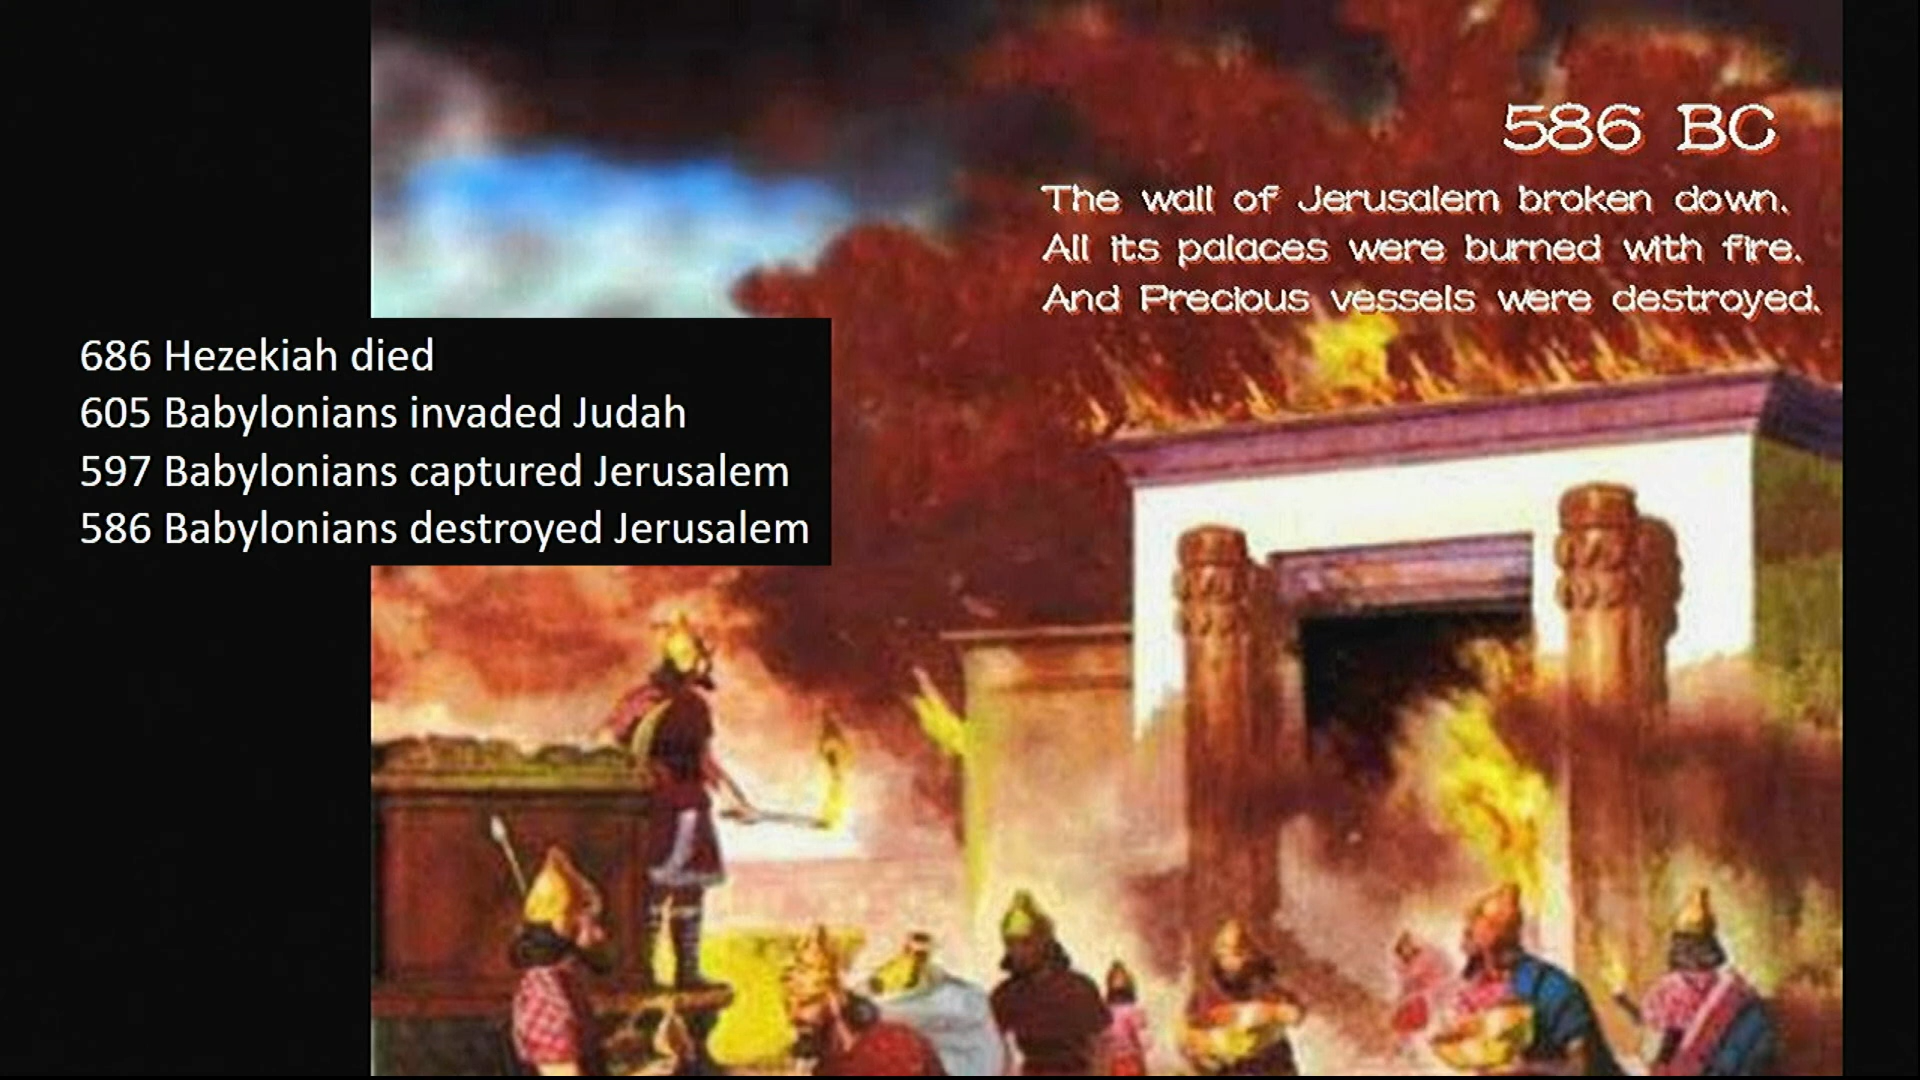 586 BC
The wall of Jerusalem broken down.
All its palaces were burned with fire.
And Precious vessels were destroyed.
686 Hezekiah died
605 Babylonians invaded Judah
597 Babylonians captured Jerusalem
586 Babylonians destroyed Jerusalem